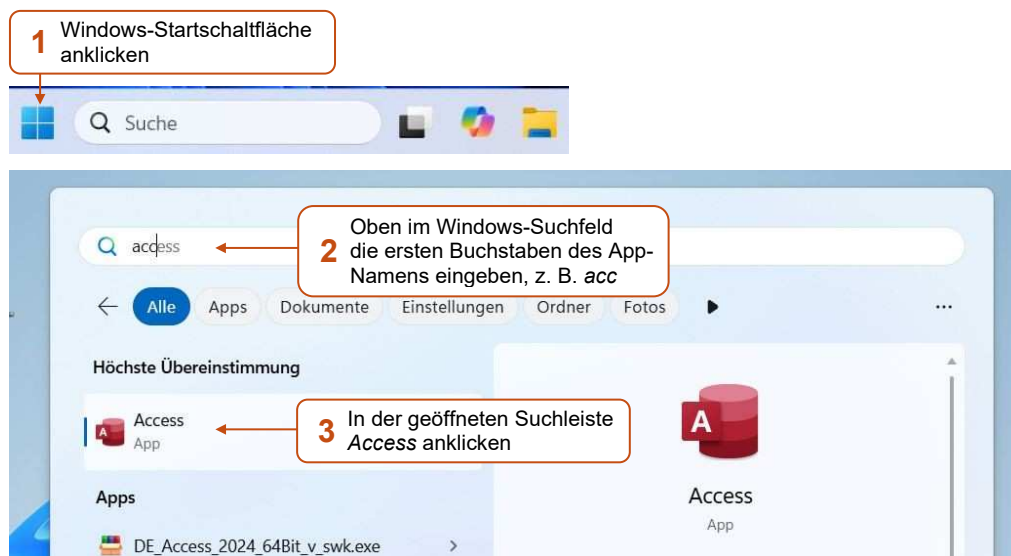 1 Windows-Startschaltfläche
anklicken
Suche
Oben im Windows-Suchfeld
2 die ersten Buchstaben des App-
Namens eingeben, z. B. acc
access
Alle Apps Dokumente Einstellungen Ordner Fotos ...
Höchste Übereinstimmung
3 In der geöffneten Suchleiste
Access anklicken
Access
App
A
Access
App
Apps
DE_Access_2024_64Bit_v_swk.exe